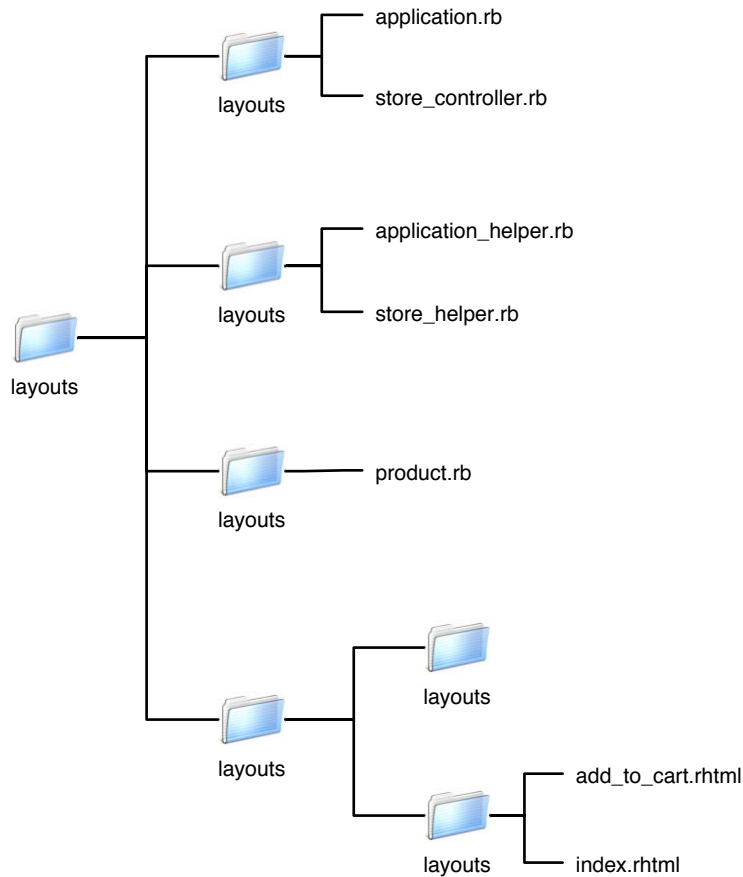 application.rb
layouts
store_controller.rb
application_helper.rb
layouts
store_helper.rb
layouts
layouts
product.rb
layouts
layouts
add_to_cart.rhtml
layouts
index.rhtml